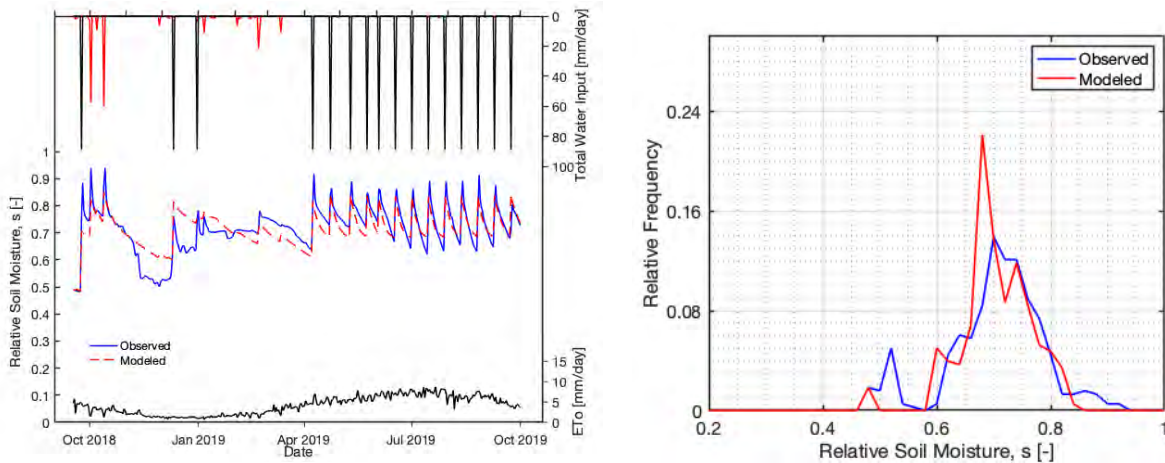 0
20
40
60
80
100
Total Water Input [mm/day]
1
0.9
0.8
0.7
0.6
0.5
0.4
0.3
0.2
0.1
0
Relative Soil Moisture, s [-]
Observed
Modeled
15
10
5
0
ETo [mm/day]
Oct 2018
Jan 2019
Apr 2019
Jul 2019
Oct 2019
Date
Observed
Modeled
0.24
0.16
0.08
0
Relative Frequency
0.2
0.4
0.6
0.8
1
Relative Soil Moisture, s [-]